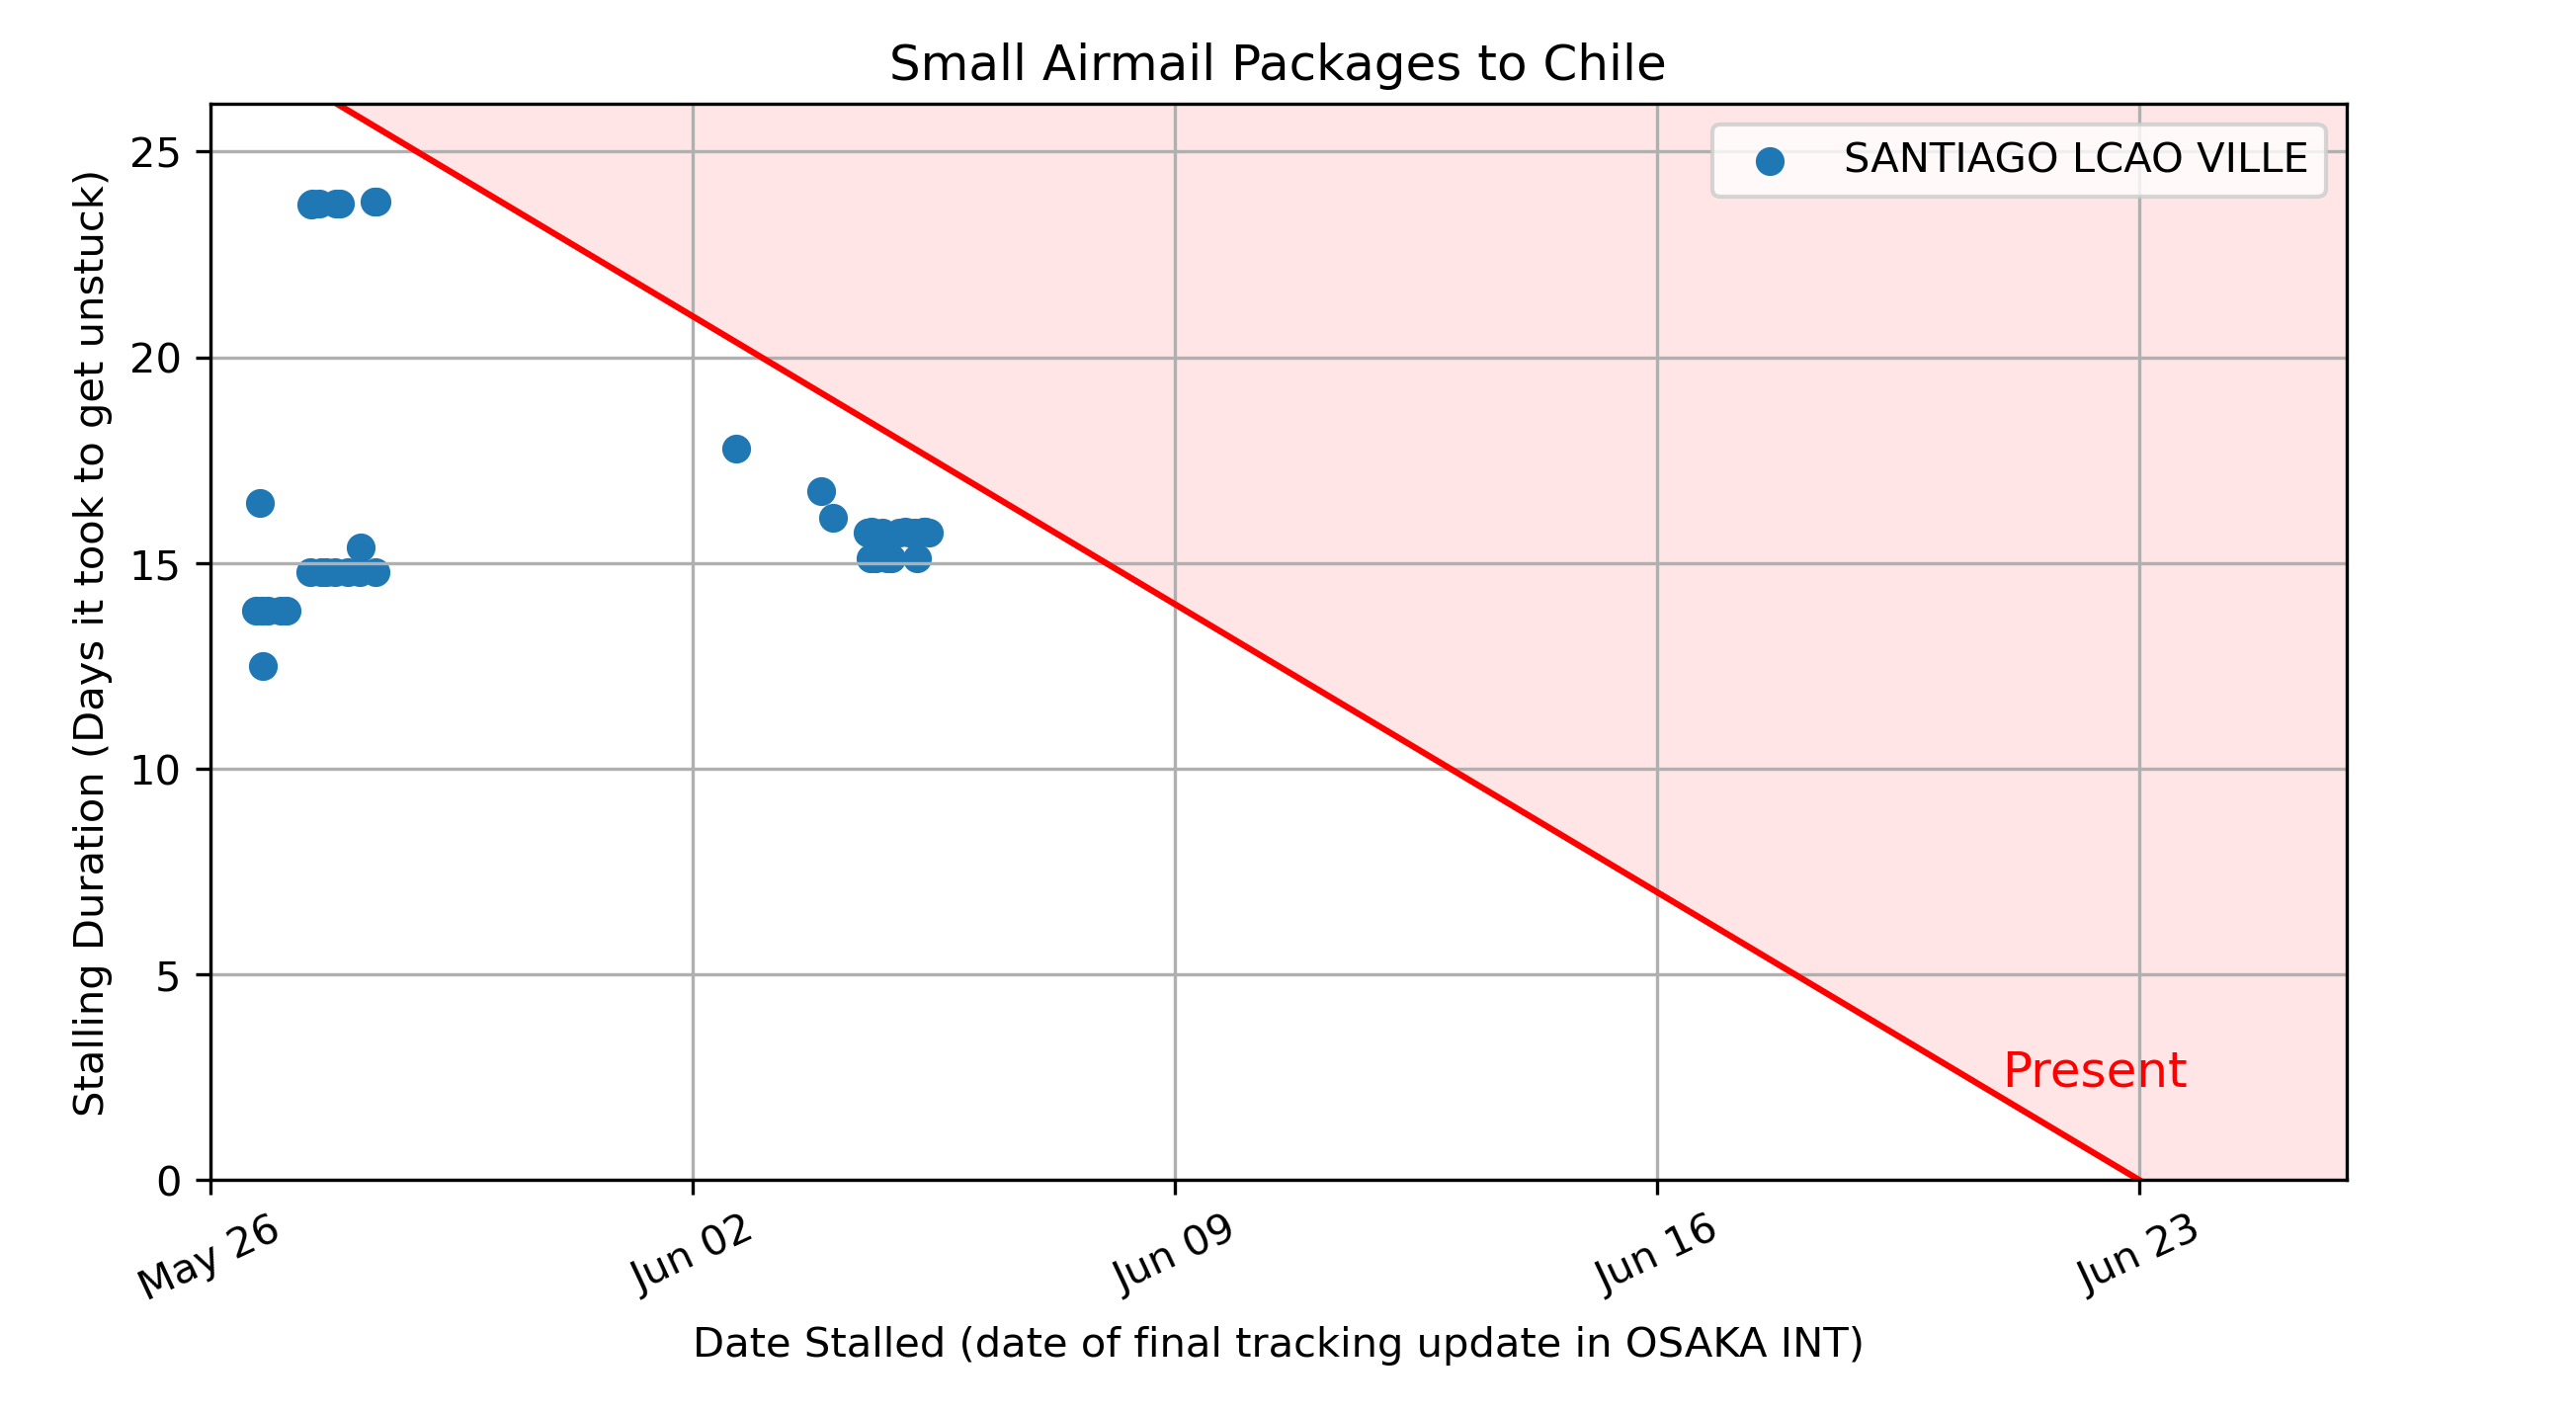 Small Airmail Packages to Chile
SANTIAGO LCAO VILLE
Stalling Duration (Days it took to get unstuck)
25
20
15
10
5
0
Present
May 26
Jun 02
Jun 09
Jun 16
Jun 23
Date Stalled (date of final tracking update in OSAKA INT)